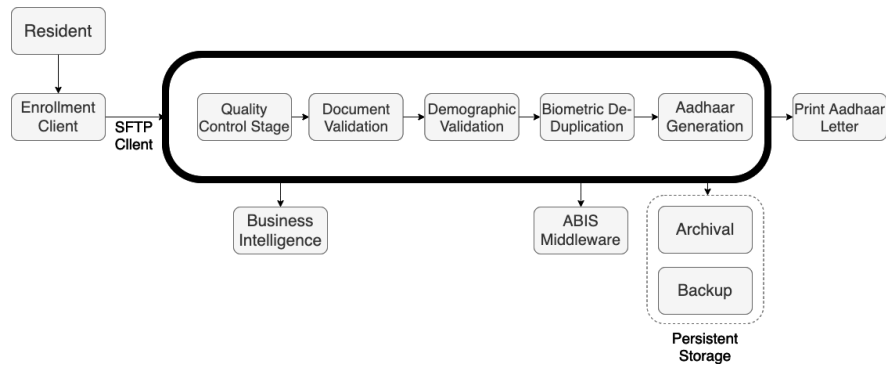 Resident
Enrollment
Client
SFTP
Cllent
Quality
Control Stage
Document
Validation
Demographic
Validation
Biometric De-
Duplication
Aadhaar
Generation
Print Aadhaar
Letter
Business
Intelligence
ABIS
Middleware
Archival
Backup
Persistent
Storage